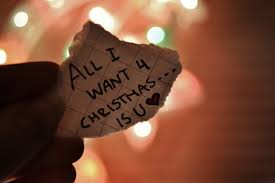 ALL I
WANT 4
CHRISTMAS...
IS U♥